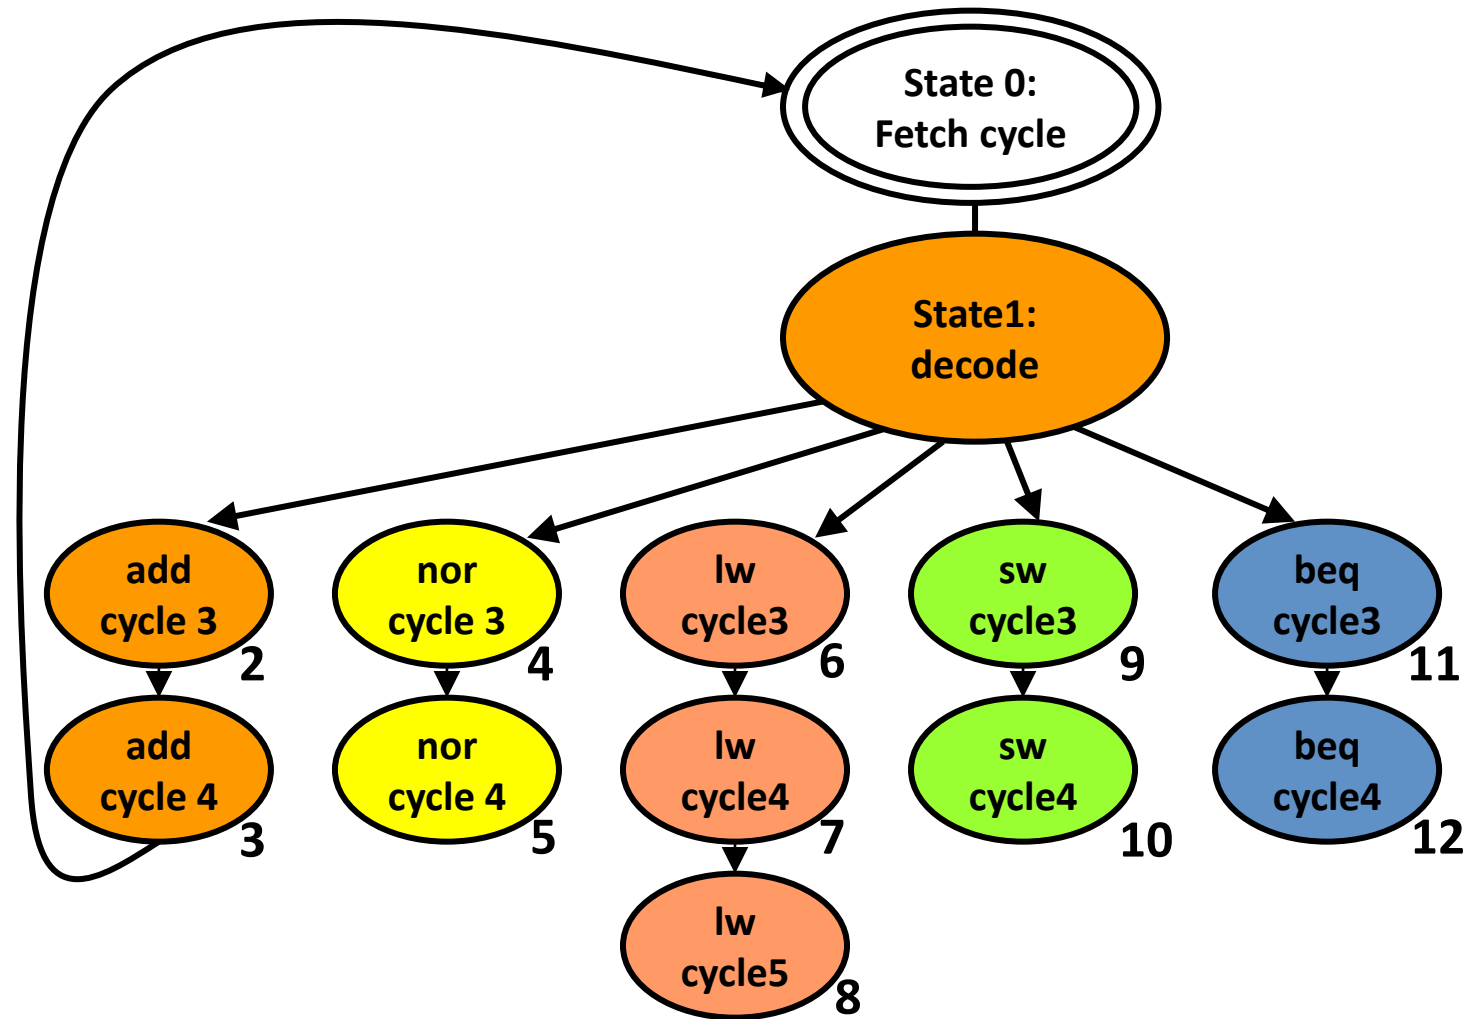 State 0:
Fetch cycle
State1:
decode
add
cycle 3
2
nor
cycle 3
4
lw
cycle3
6
sw
cycle3
9
beq
cycle3
11
add
cycle 4
3
nor
cycle 4
5
lw
cycle4
7
sw
cycle4
10
beq
cycle4
12
lw
cycle5
8